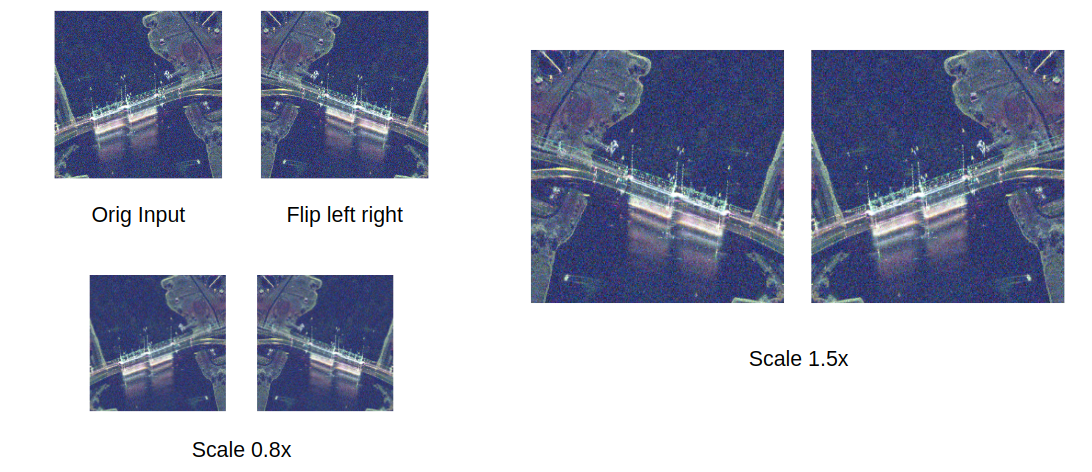 Orig Input
Flip left right
Scale 0.8x
Scale 1.5x